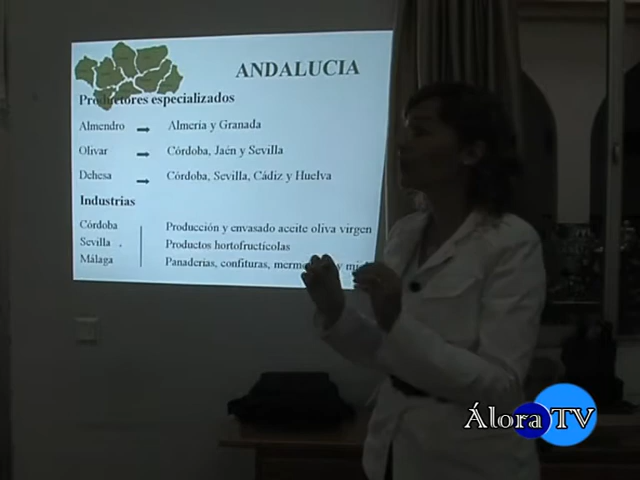 ANDALUCIA
Productores especializados
Almendro Almería y Granada
Olivar Córdoba, Jaén y Sevilla
Dehesa Córdoba, Sevilla, Cádiz y Huelva
Industrias
Córdoba Producción y envasado aceite oliva virgen
Sevilla Productos hortofructícolas
Málaga Panaderías, confituras, y
Álora TV